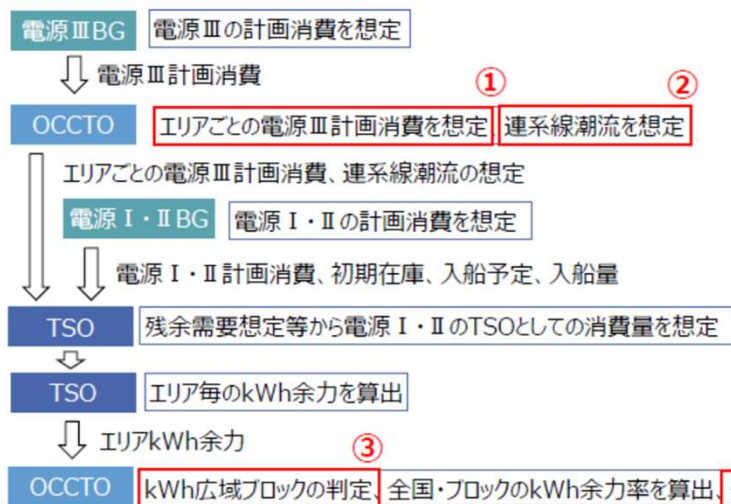 電源ⅢBG 電源Ⅲの計画消費を想定
電源Ⅲ計画消費 ① ②
OCCTO エリアごとの電源Ⅲ計画消費を想定、連系線潮流を想定
エリアごとの電源Ⅲ計画消費、連系線潮流の想定
電源Ⅰ・ⅡBG 電源Ⅰ・Ⅱの計画消費を想定
電源Ⅰ・Ⅱ計画消費、初期在庫、入船予定、入船量
TSO 残余需要想定等から電源Ⅰ・ⅡのTSOとしての消費量を想定
TSO エリア毎のkWh余力を算出
エリアkWh余力 ③
OCCTO kWh広域ブロックの判定、全国・ブロックのkWh余力率を算出、